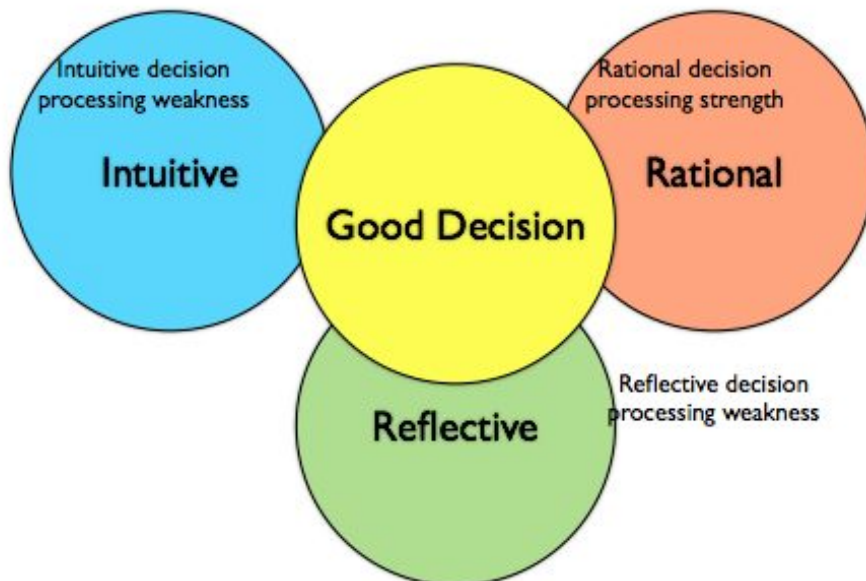 Intuitive decision
processing weakness
Intuitive
Rational decision
processing strength
Rational
Good Decision
Reflective decision
processing weakness
Reflective